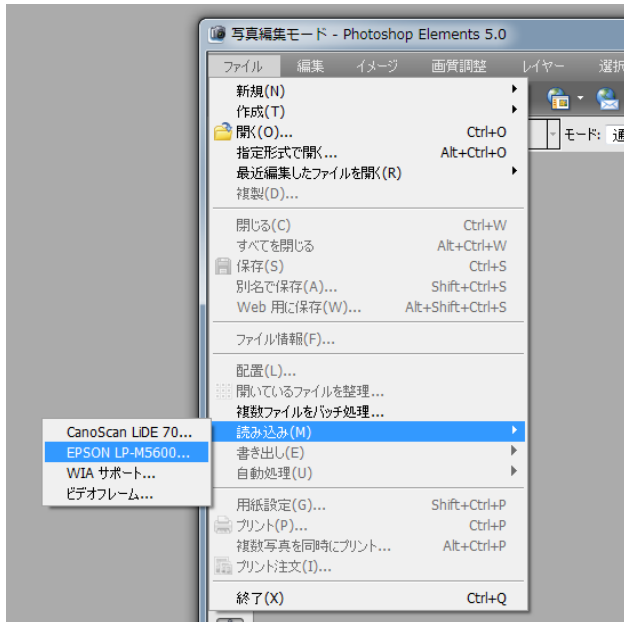 写真編集モード - Photoshop Elements 5.0
ファイル 編集 イメージ 画質調整 レイヤー 選択
新規(N)
作成(T)
開く(O)... Ctrl+O
モード: 通
指定形式で開く... Alt+Ctrl+O
最近編集したファイルを開く(R)
複製(D)...
閉じる(C) Ctrl+W
すべてを閉じる Alt+Ctrl+W
保存(S) Ctrl+S
別名で保存(A)... Shift+Ctrl+S
Web 用に保存(W)... Alt+Shift+Ctrl+S
ファイル情報(F)...
配置(L)...
開いているファイルを整理...
複数ファイルをバッチ処理...
読み込み(M)
書き出し(E)
自動処理(U)
CanoScan LiDE 70...
EPSON LP-M5600...
WIA サポート...
ビデオフレーム...
用紙設定(G)... Shift+Ctrl+P
プリント(P)... Ctrl+P
複数写真を同時にプリント... Alt+Ctrl+P
プリント注文(I)...
終了(X) Ctrl+Q